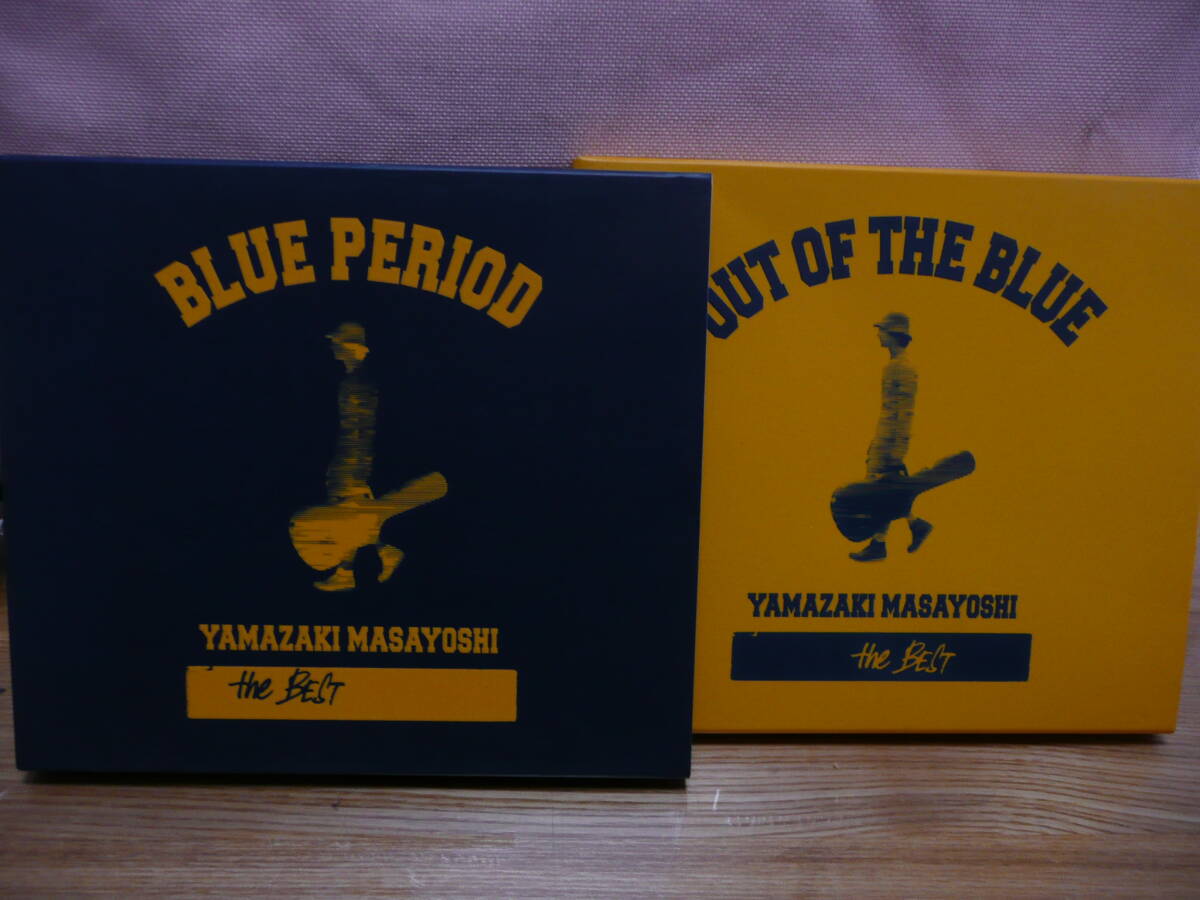 BLUE PERIOD
YAMAZAKI MASAYOSHI
the BEST
OUT OF THE BLUE
YAMAZAKI MASAYOSHI
the BEST